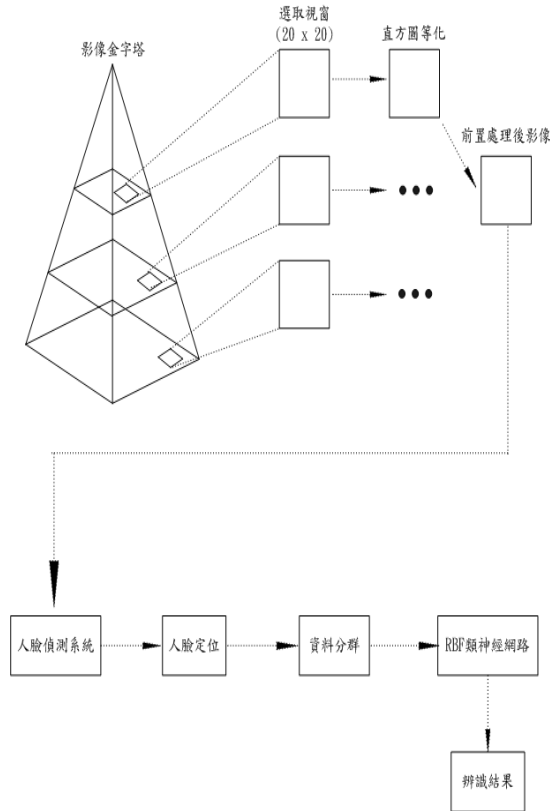 選取視窗
(20 x 20)
直方圖等化
影像金字塔
前置處理後影像
人臉偵測系統
人臉定位
資料分群
RBF類神經網路
辨識結果